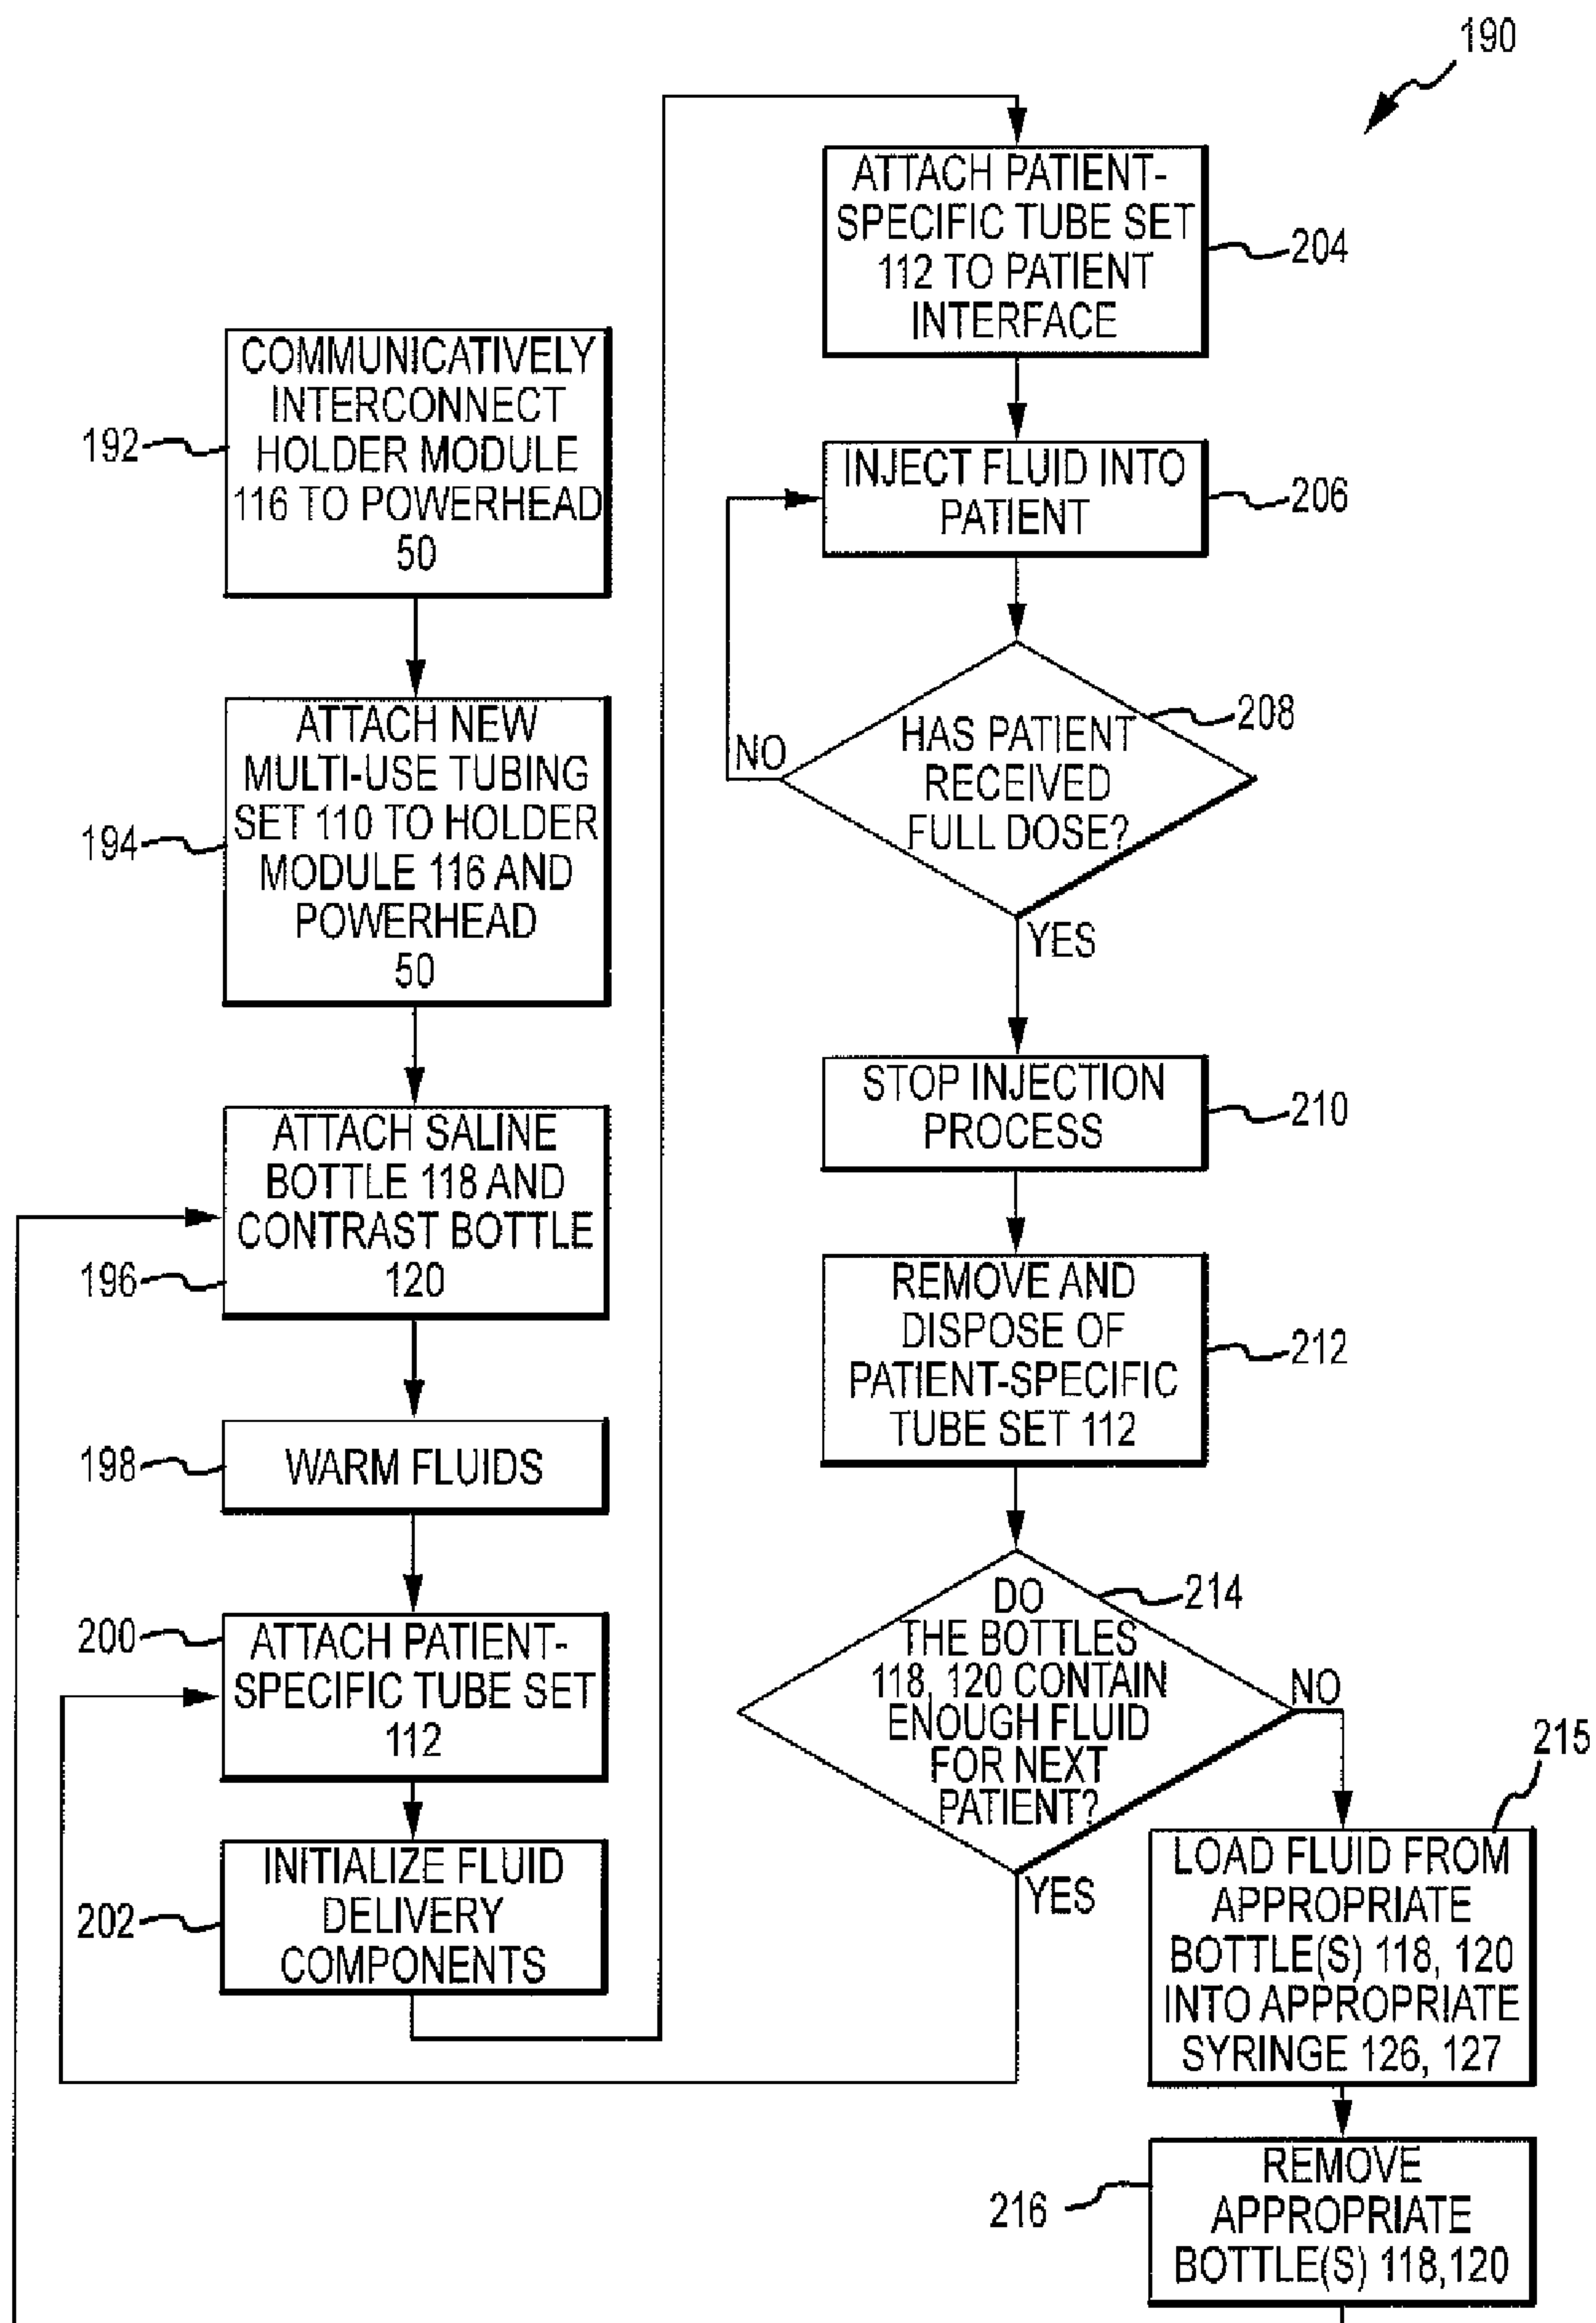 190
COMMUNICATIVELY
INTERCONNECT
HOLDER MODULE
116 TO POWERHEAD
50
192
ATTACH NEW
MULTI-USE TUBING
SET 110 TO HOLDER
MODULE 116 AND
POWERHEAD
50
194
ATTACH SALINE
BOTTLE 118 AND
CONTRAST BOTTLE
120
196
WARM FLUIDS
198
ATTACH PATIENT-
SPECIFIC TUBE SET
112
200
INITIALIZE FLUID
DELIVERY
COMPONENTS
202
ATTACH PATIENT-
SPECIFIC TUBE SET
112 TO PATIENT
INTERFACE
204
INJECT FLUID INTO
PATIENT
206
HAS PATIENT
RECEIVED
FULL DOSE?
208
NO
YES
STOP INJECTION
PROCESS
210
REMOVE AND
DISPOSE OF
PATIENT-SPECIFIC
TUBE SET 112
212
DO
THE BOTTLES
118, 120 CONTAIN
ENOUGH FLUID
FOR NEXT
PATIENT?
214
NO
YES
215
LOAD FLUID FROM
APPROPRIATE
BOTTLE(S) 118, 120
INTO APPROPRIATE
SYRINGE 126, 127
REMOVE
APPROPRIATE
BOTTLE(S) 118,120
216